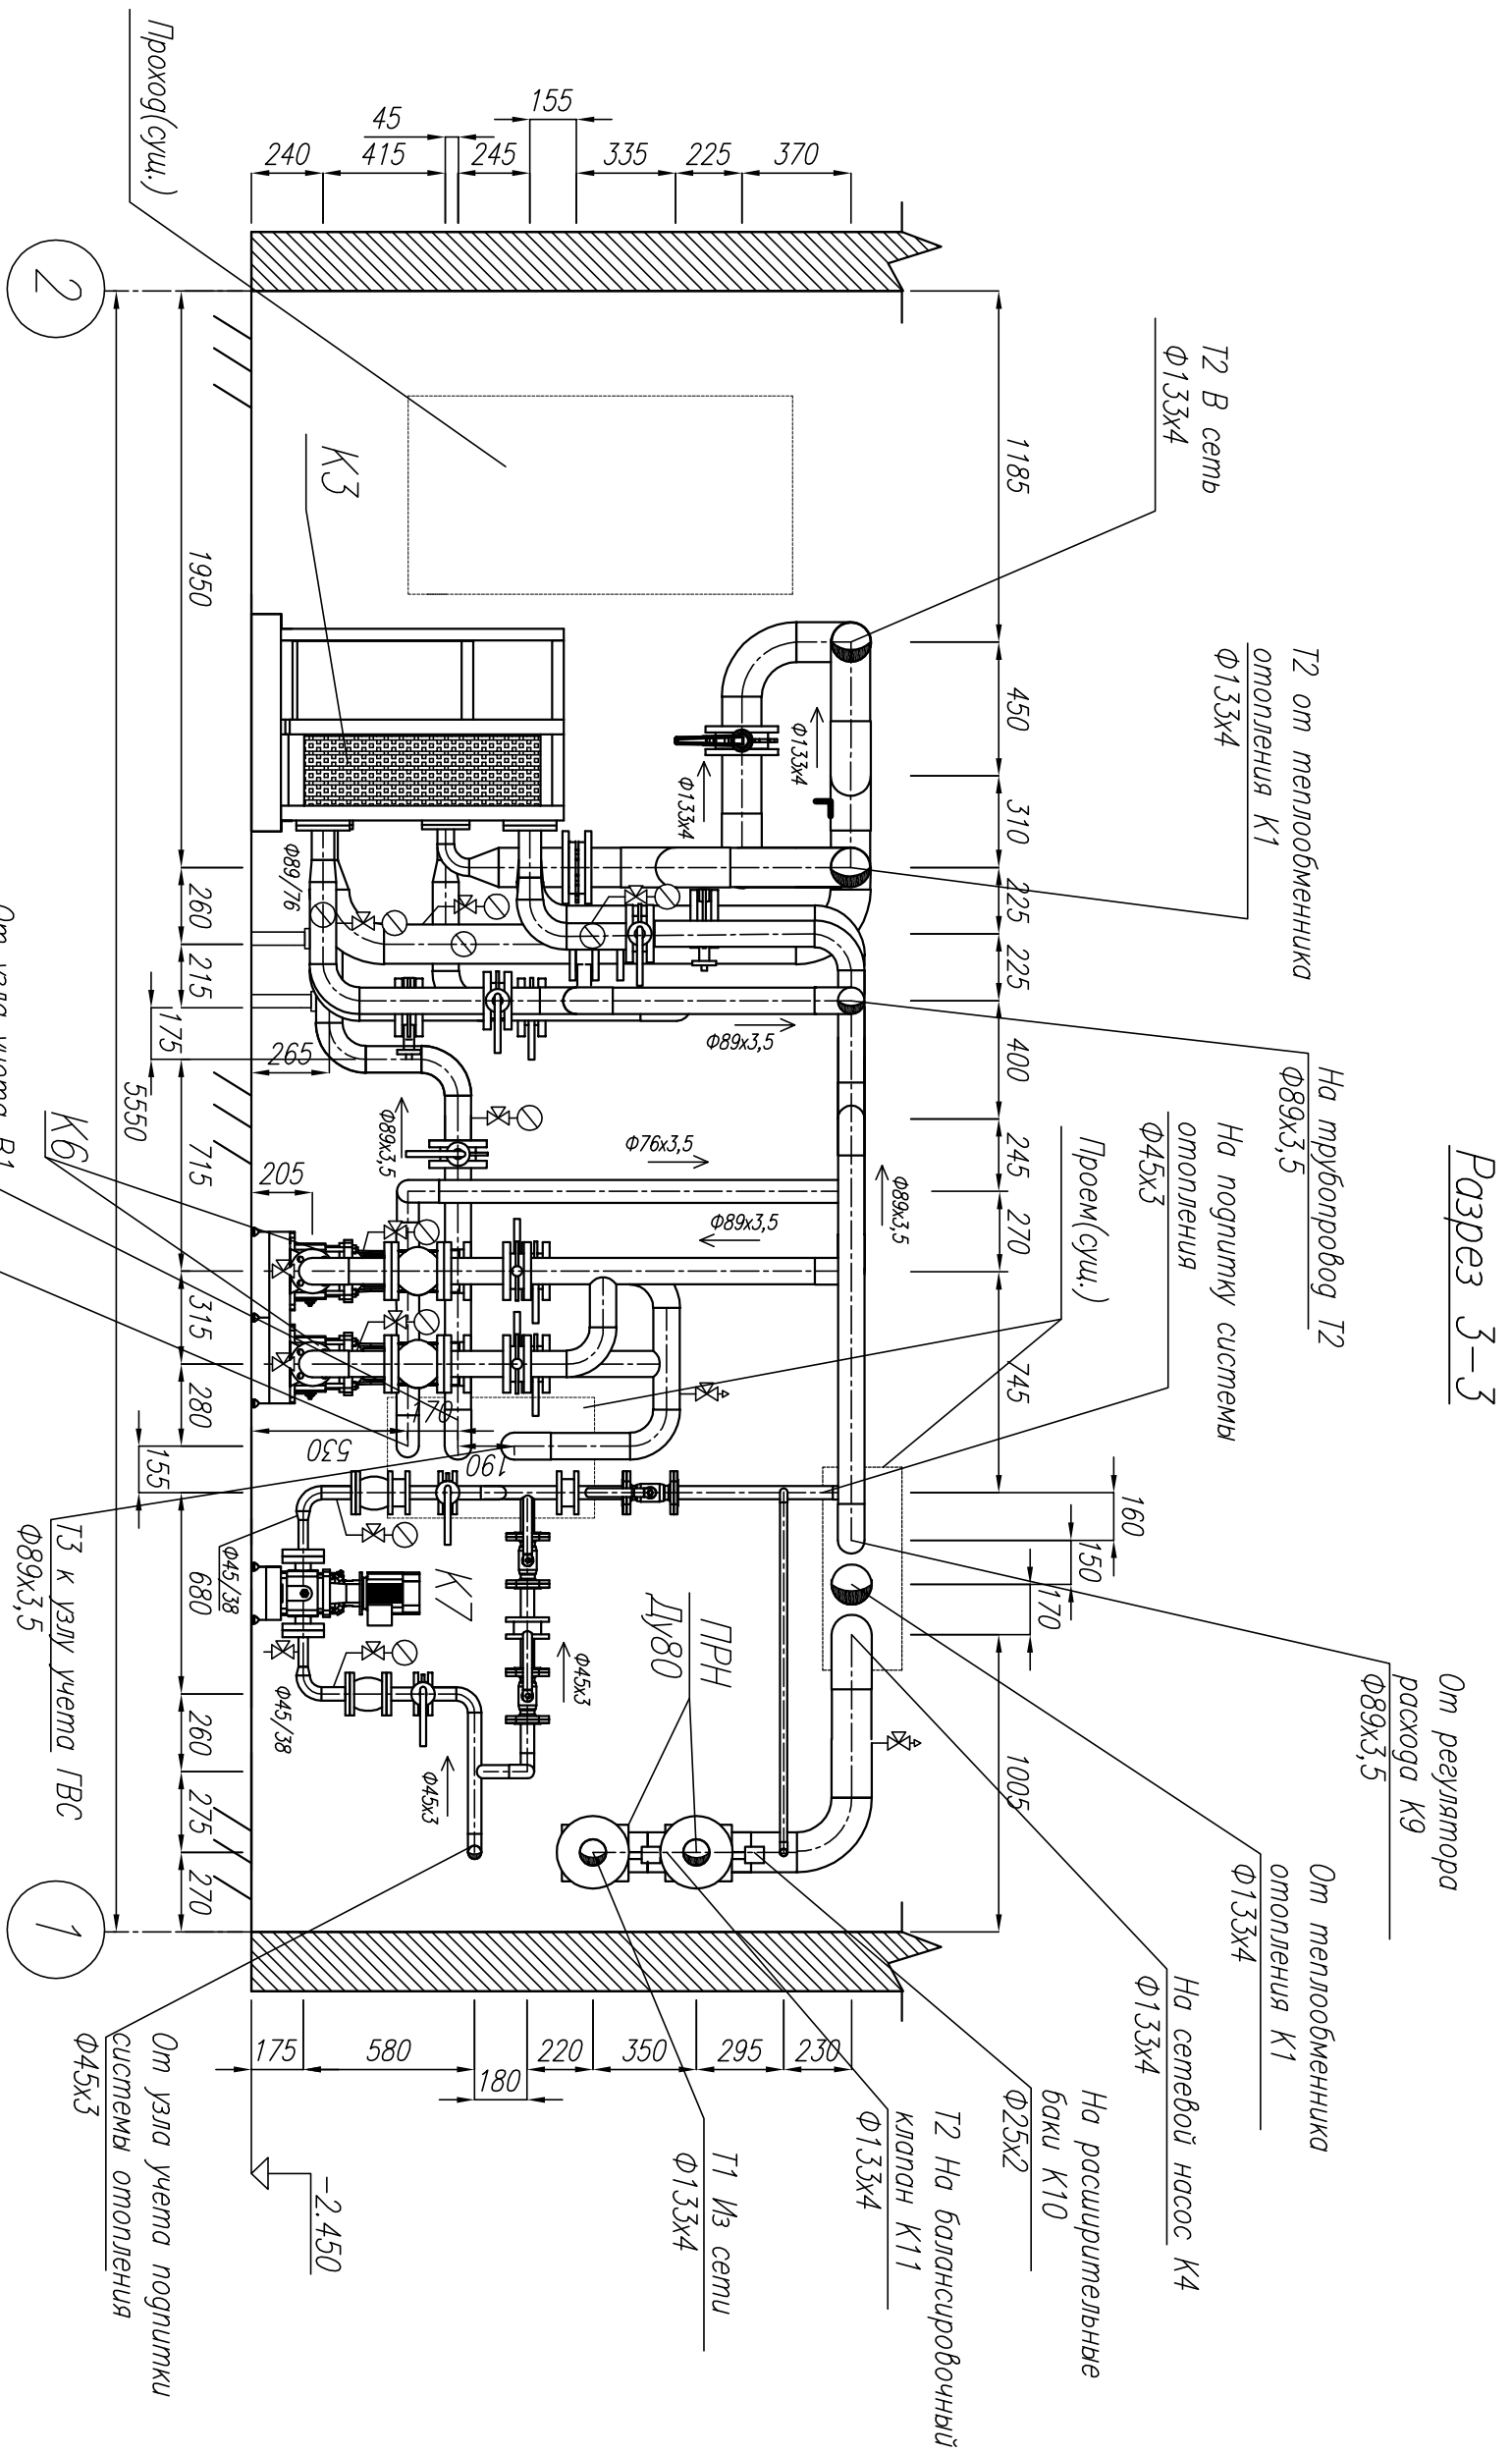 Разрез 3–3
От регулятора
расхода К9
Ф89х3,5
На трубопровод Т2
Ф89х3,5
От теплообменника
отопления К1
Ф133х4
Т2 от теплообменника
отопления К1
Ф133х4
Т2 В сеть
Ф133х4
На подпитку системы
отопления
Ф45х3
Проем(сущ.)
На сетевой насос К4
Ф133х4
На расширительные
баки К10
Ф25х2
Т2 На балансировочный
клапан К11
Ф133х4
Т1 Из сети
Ф133х4
160
150
170
1185
450
310
225
225
400
245
270
745
1005
370
225
335
155
245
45
415
240
230
295
350
220
180
580
175
Ф133х4
Ф133х4
Ф89х3,5
Ф89х3,5
Ф76х3,5
Ф89х3,5
Ф89х3,5
ПРН
Ду80
Ф45х3
Ф45х3
К3
К7
Ф89/76
Ф45/38
Ф45/38
170
190
530
265
205
1950
260
215
175
715
315
280
155
680
260
275
270
5550
-2.450
Проход(сущ.)
К6
Т3 к узлу учета ГВС
Ф89х3,5
От узла учета подпитки
системы отопления
Ф45х3
От узла учета В1
2
1